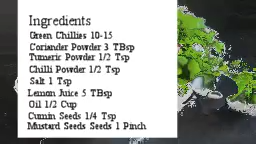 Ingredients
Green Chillies 10-15
Coriander Powder 3 TBsp
Tumeric Powder 1/2 Tsp
Chilli Powder 1/2 Tsp
Salt 1 Tsp
Lemon Juice 5 TBsp
Oil 1/2 Cup
Cumin Seeds 1/4 Tsp
Mustard Seeds Seeds 1 Pinch